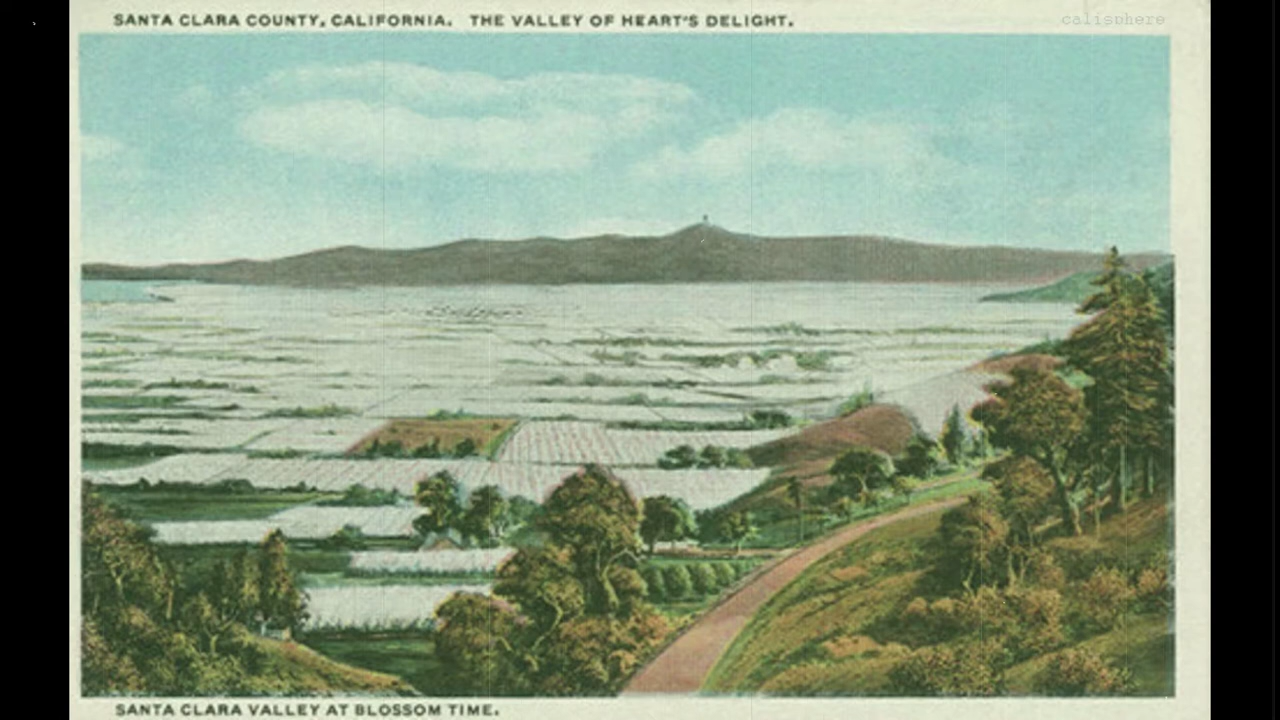 SANTA CLARA COUNTY, CALIFORNIA. THE VALLEY OF HEART'S DELIGHT.
calisphere
SANTA CLARA VALLEY AT BLOSSOM TIME.